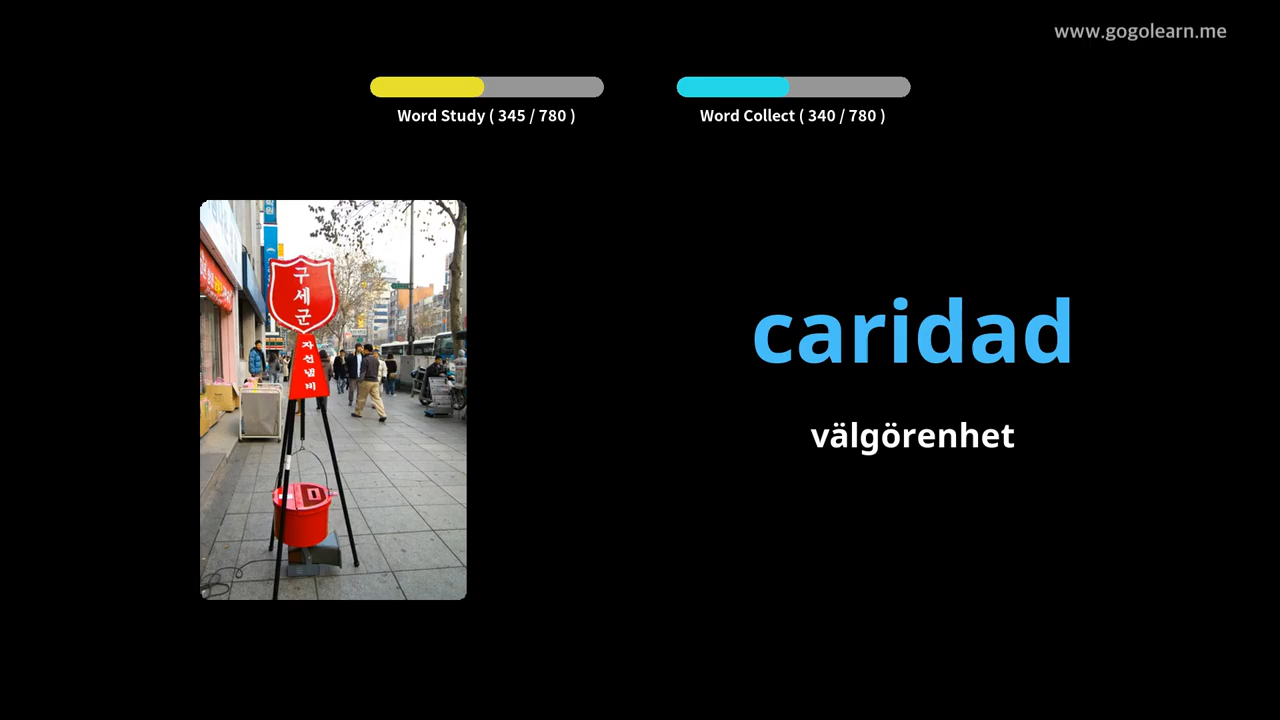 www.gogolearn.me
Word Study ( 345 / 780 )
Word Collect ( 340 / 780 )
구
세
군
자
선
냄
비
caridad
välgörenhet